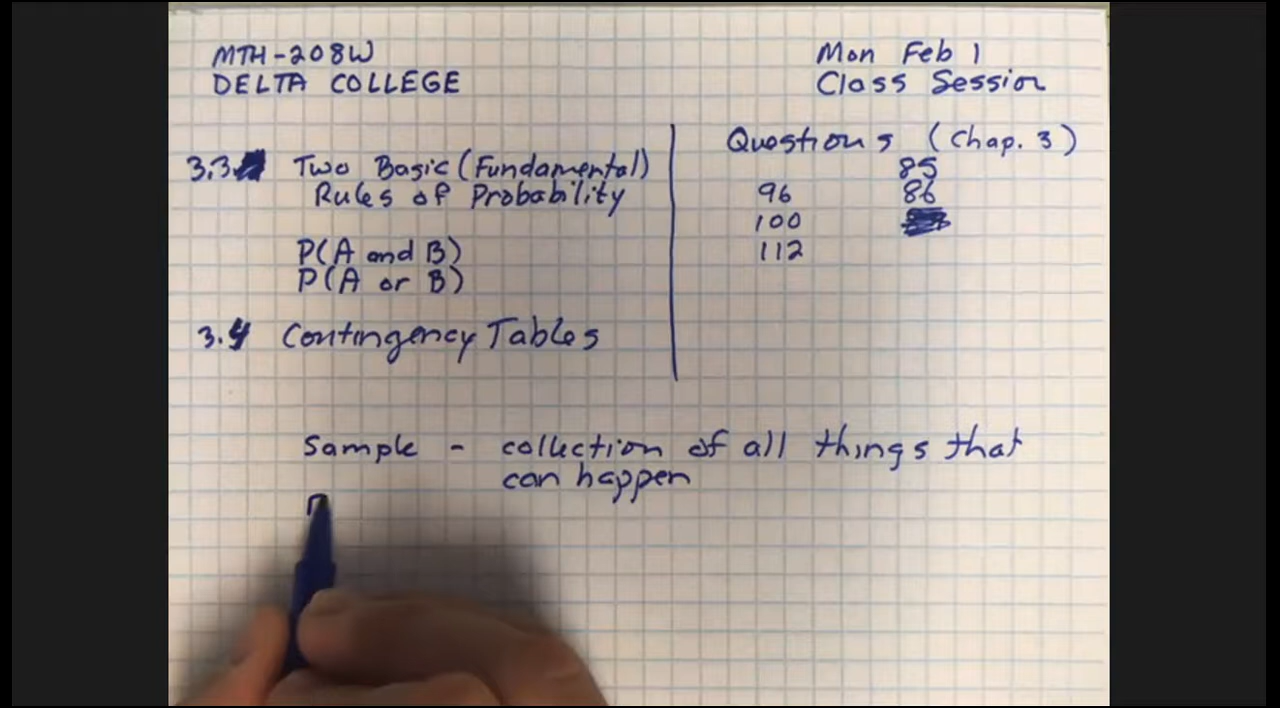 MTH-208W
DELTA COLLEGE
Mon Feb 1
Class Session
3.3 Two Basic (Fundamental)
Rules of Probability
P(A and B)
P(A or B)
3.4 Contingency Tables
Questions (Chap. 3)
85
96 86
100
112
Sample - collection of all things that
can happen